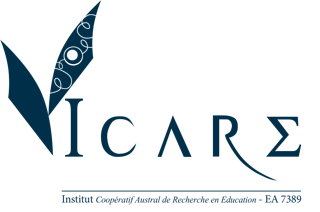 ICARE
Institut Coopératif Austral de Recherche en Education - EA 7389